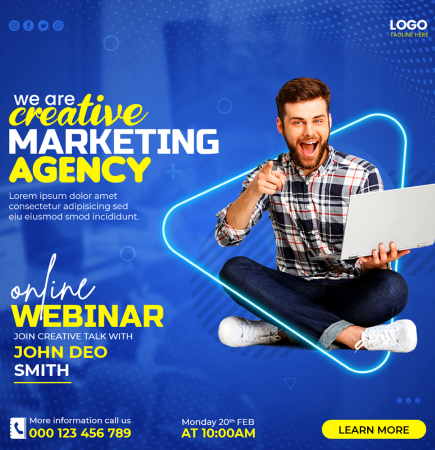 LOGO
TAGLINE HERE
we are
creative
MARKETING
AGENCY
Lorem ipsum dolor amet
consectetur adipisicing sed
eiu eiusmod smod incididunt.
online
WEBINAR
JOIN CREATIVE TALK WITH
JOHN DEO
SMITH
More information call us
000 123 456 789
Monday 20th FEB
AT 10:00AM
LEARN MORE